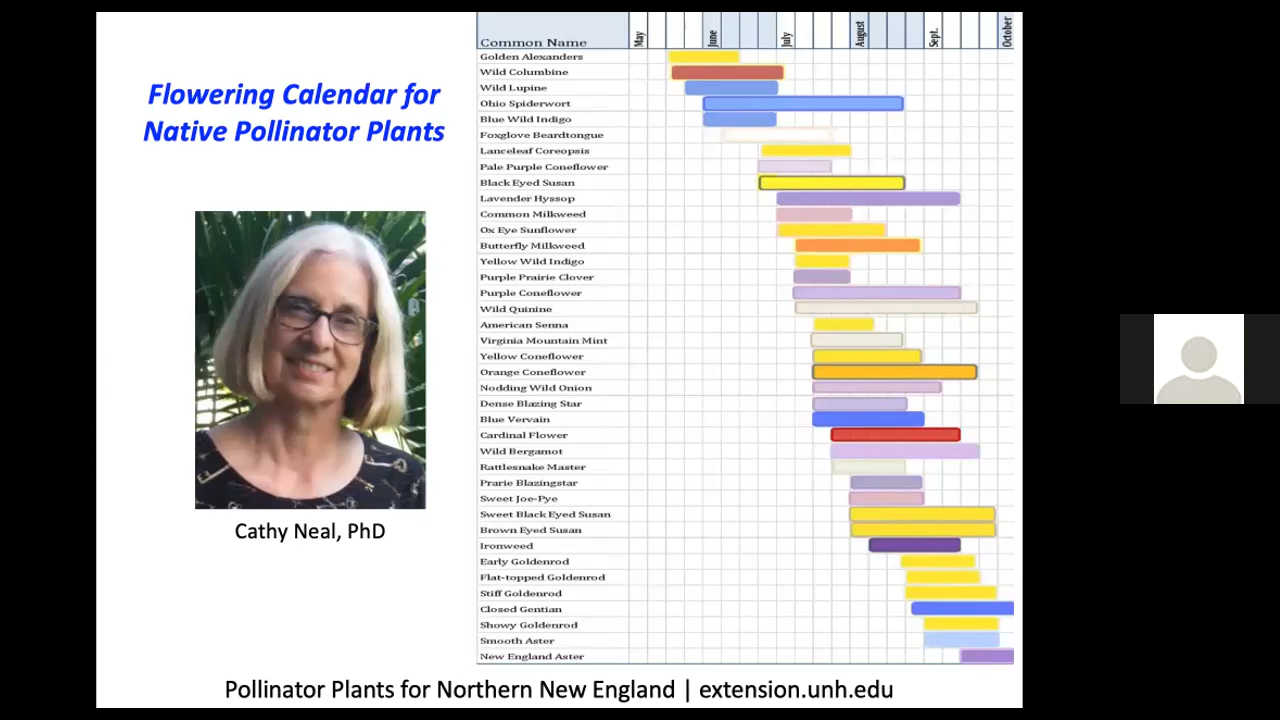 Flowering Calendar for
Native Pollinator Plants
Cathy Neal, PhD
Common Name
May
June
July
August
Sept.
October
Golden Alexanders
Wild Columbine
Wild Lupine
Ohio Spiderwort
Blue Wild Indigo
Foxglove Beardtongue
Lanceleaf Coreopsis
Pale Purple Coneflower
Black Eyed Susan
Lavender Hyssop
Common Milkweed
Ox Eye Sunflower
Butterfly Milkweed
Yellow Wild Indigo
Purple Prairie Clover
Purple Coneflower
Wild Quinine
American Senna
Virginia Mountain Mint
Yellow Coneflower
Orange Coneflower
Nodding Wild Onion
Dense Blazing Star
Blue Vervain
Cardinal Flower
Wild Bergamot
Rattlesnake Master
Prarie Blazingstar
Sweet Joe-Pye
Sweet Black Eyed Susan
Brown Eyed Susan
Ironweed
Early Goldenrod
Flat-topped Goldenrod
Stiff Goldenrod
Closed Gentian
Showy Goldenrod
Smooth Aster
New England Aster
Pollinator Plants for Northern New England | extension.unh.edu